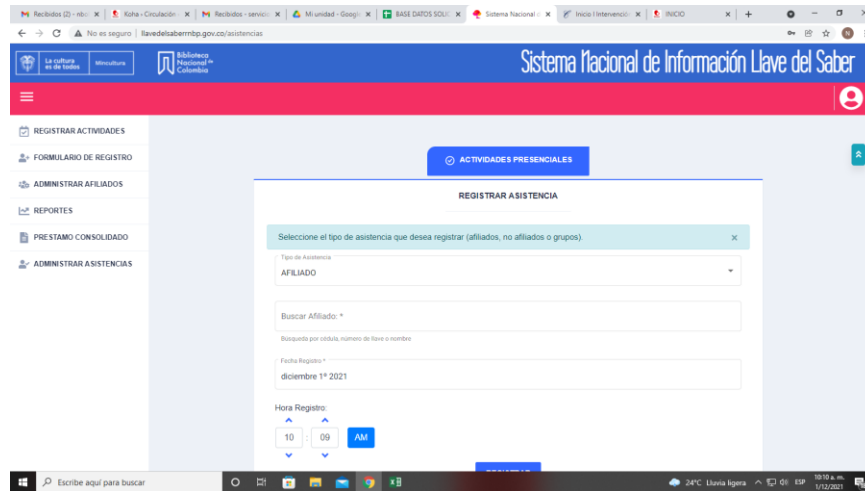 Recibidos (2) - nbo
Koha - Circulación
Recibidos - servicio
Mi unidad - Googl
BASE DATOS SOLIC
Sistema Nacional d
Inicio | Intervenció
INICIO
No es seguro | llavedelsaberrnbp.gov.co/asistencias
La cultura
es de todos
Mincultura
Biblioteca
Nacional de
Colombia
Sistema Nacional de Información Llave del Saber
REGISTRAR ACTIVIDADES
FORMULARIO DE REGISTRO
ADMINISTRAR AFILIADOS
REPORTES
PRESTAMO CONSOLIDADO
ADMINISTRAR ASISTENCIAS
ACTIVIDADES PRESENCIALES
REGISTRAR ASISTENCIA
Seleccione el tipo de asistencia que desea registrar (afiliados, no afiliados o grupos).
Tipo de Asistencia
AFILIADO
Buscar Afiliado: *
Búsqueda por cédula, número de llave o nombre
Fecha Registro *
diciembre 1º 2021
Hora Registro:
10 : 09 AM
REGISTRAR
Escribe aquí para buscar
24°C Lluvia ligera
ESP
10:10 a. m.
1/12/2021